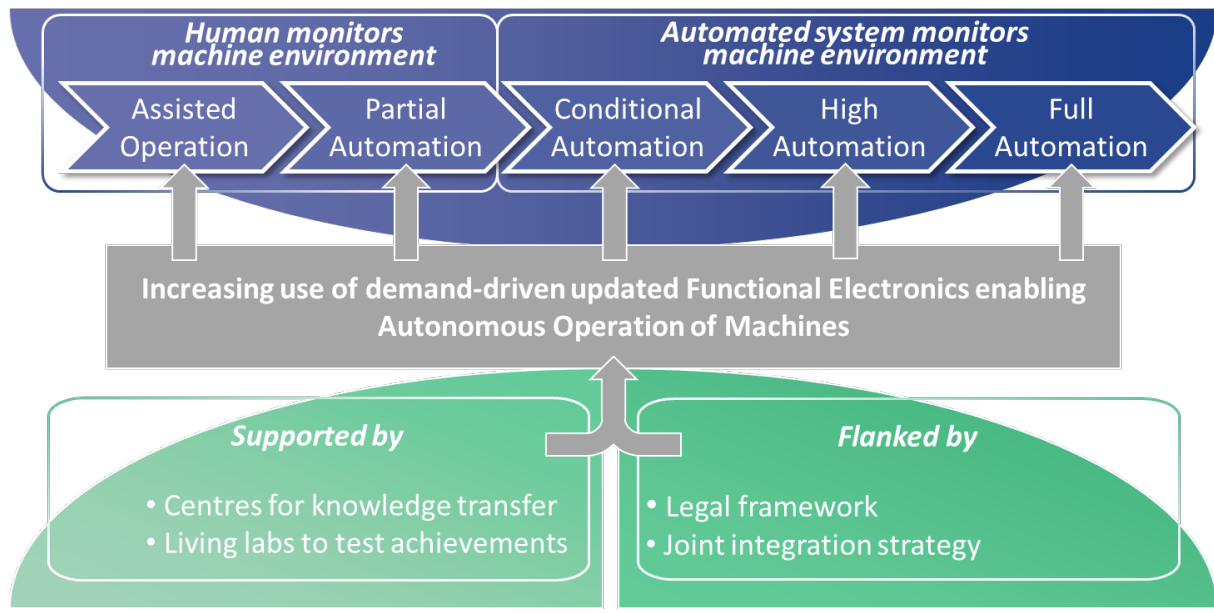 Human monitors
machine environment
Automated system monitors
machine environment
Assisted
Operation
Partial
Automation
Conditional
Automation
High
Automation
Full
Automation
Increasing use of demand-driven updated Functional Electronics enabling
Autonomous Operation of Machines
Supported by
• Centres for knowledge transfer
• Living labs to test achievements
Flanked by
• Legal framework
• Joint integration strategy